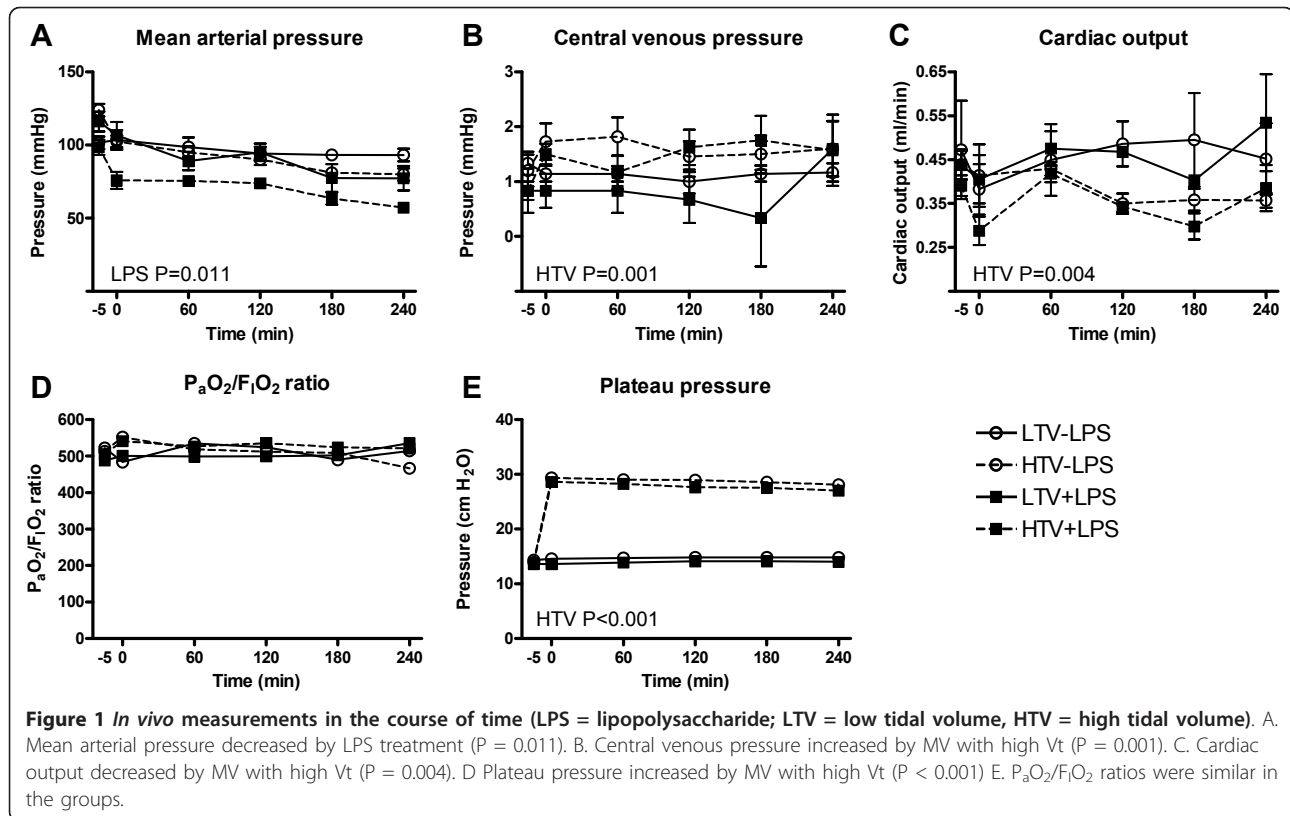 A Mean arterial pressure
Pressure (mmHg)
150
100
50
LPS P=0.011
-5 0 60 120 180 240
Time (min)
B Central venous pressure
Pressure (mmHg)
3
2
1
0
HTV P=0.001
-5 0 60 120 180 240
Time (min)
C Cardiac output
Cardiac output (ml/min)
0.65
0.55
0.45
0.35
0.25
HTV P=0.004
-5 0 60 120 180 240
Time (min)
D PaO2/FIO2 ratio
PaO2/FIO2 ratio
600
500
400
300
200
100
0
-5 0 60 120 180 240
Time (min)
E Plateau pressure
Pressure (cm H2O)
40
30
20
10
0
HTV P<0.001
-5 0 60 120 180 240
Time (min)
LTV-LPS
HTV-LPS
LTV+LPS
HTV+LPS
Figure 1 In vivo measurements in the course of time (LPS = lipopolysaccharide; LTV = low tidal volume, HTV = high tidal volume). A.
Mean arterial pressure decreased by LPS treatment (P = 0.011). B. Central venous pressure increased by MV with high Vt (P = 0.001). C. Cardiac
output decreased by MV with high Vt (P = 0.004). D Plateau pressure increased by MV with high Vt (P < 0.001) E. PaO2/FIO2 ratios were similar in
the groups.